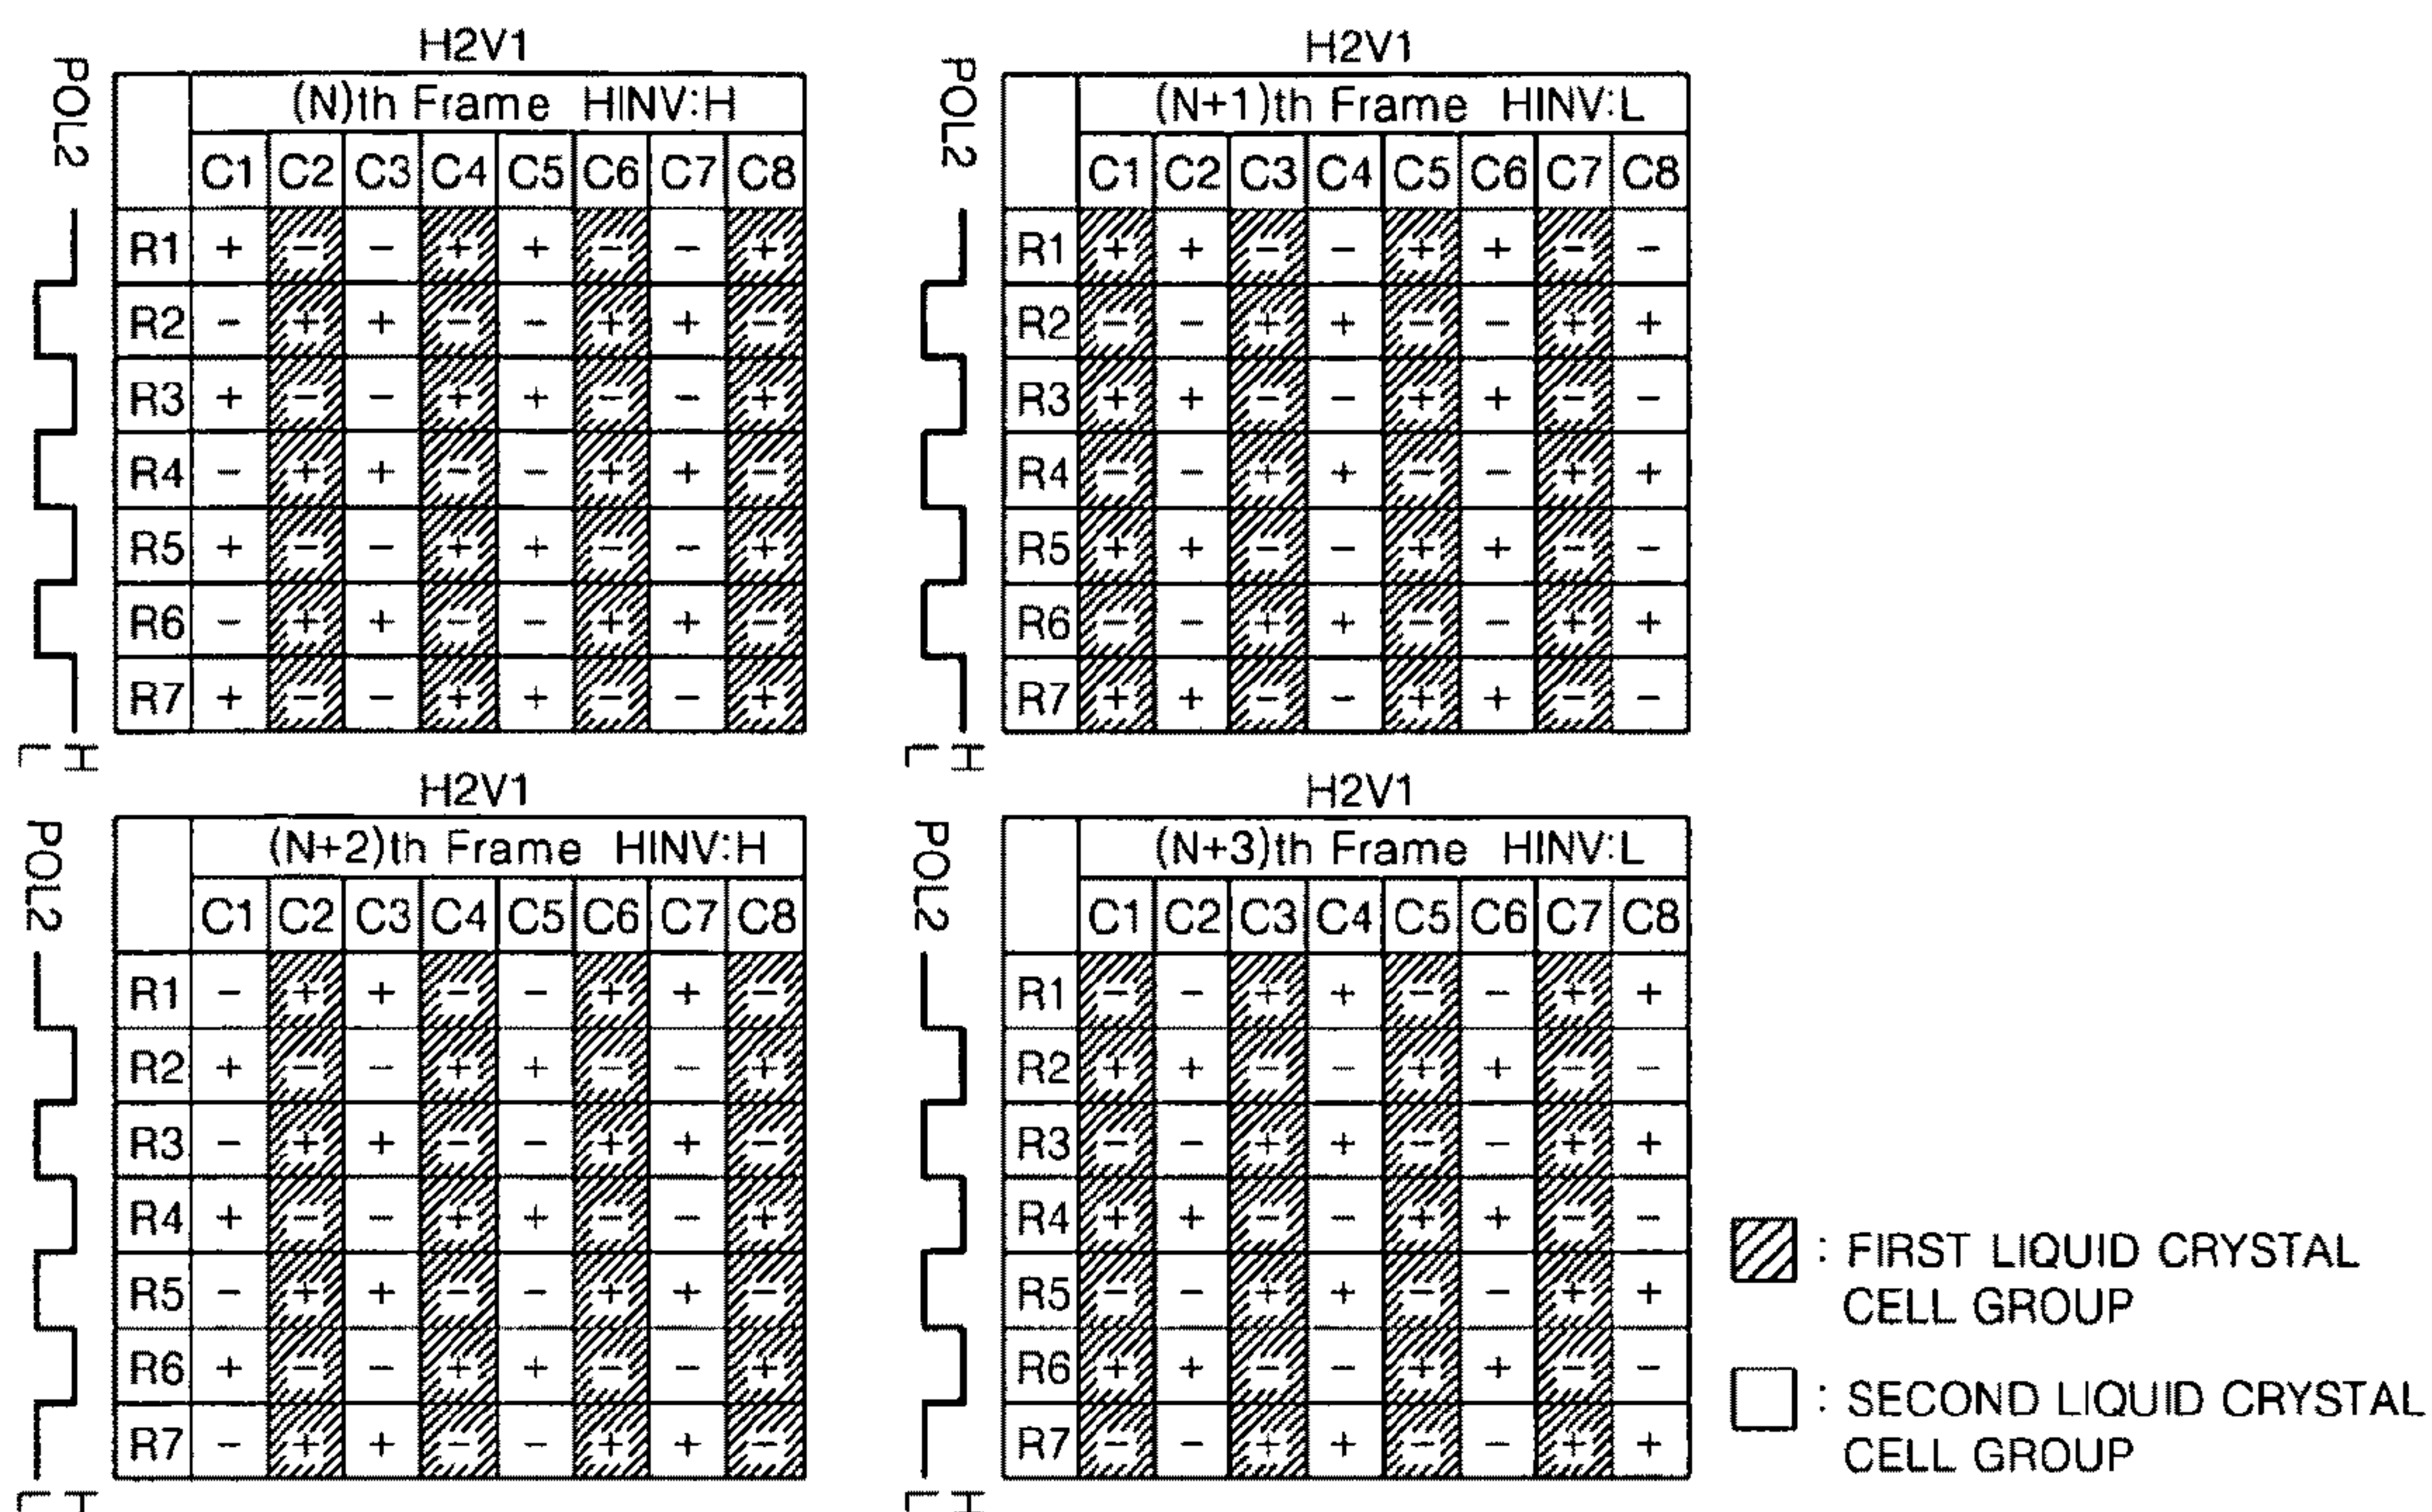 H2V1
POL2
(N)th Frame HINV:H
C1 C2 C3 C4 C5 C6 C7 C8
R1 + - - + + - - +
R2 - + + - - + + -
R3 + - - + + - - +
R4 - + + - - + + -
R5 + - - + + - - +
R6 - + + - - + + -
R7 + - - + + - - +
L H
H2V1
POL2
(N+1)th Frame HINV:L
C1 C2 C3 C4 C5 C6 C7 C8
R1 + + - - + + - -
R2 - - + + - - + +
R3 + + - - + + - -
R4 - - + + - - + +
R5 + + - - + + - -
R6 - - + + - - + +
R7 + + - - + + - -
L H
H2V1
POL2
(N+2)th Frame HINV:H
C1 C2 C3 C4 C5 C6 C7 C8
R1 - + + - - + + -
R2 + - - + + - - +
R3 - + + - - + + -
R4 + - - + + - - +
R5 - + + - - + + -
R6 + - - + + - - +
R7 - + + - - + + -
L H
H2V1
POL2
(N+3)th Frame HINV:L
C1 C2 C3 C4 C5 C6 C7 C8
R1 - - + + - - + +
R2 + + - - + + - -
R3 - - + + - - + +
R4 + + - - + + - -
R5 - - + + - - + +
R6 + + - - + + - -
R7 - - + + - - + +
L H
: FIRST LIQUID CRYSTAL
CELL GROUP
: SECOND LIQUID CRYSTAL
CELL GROUP